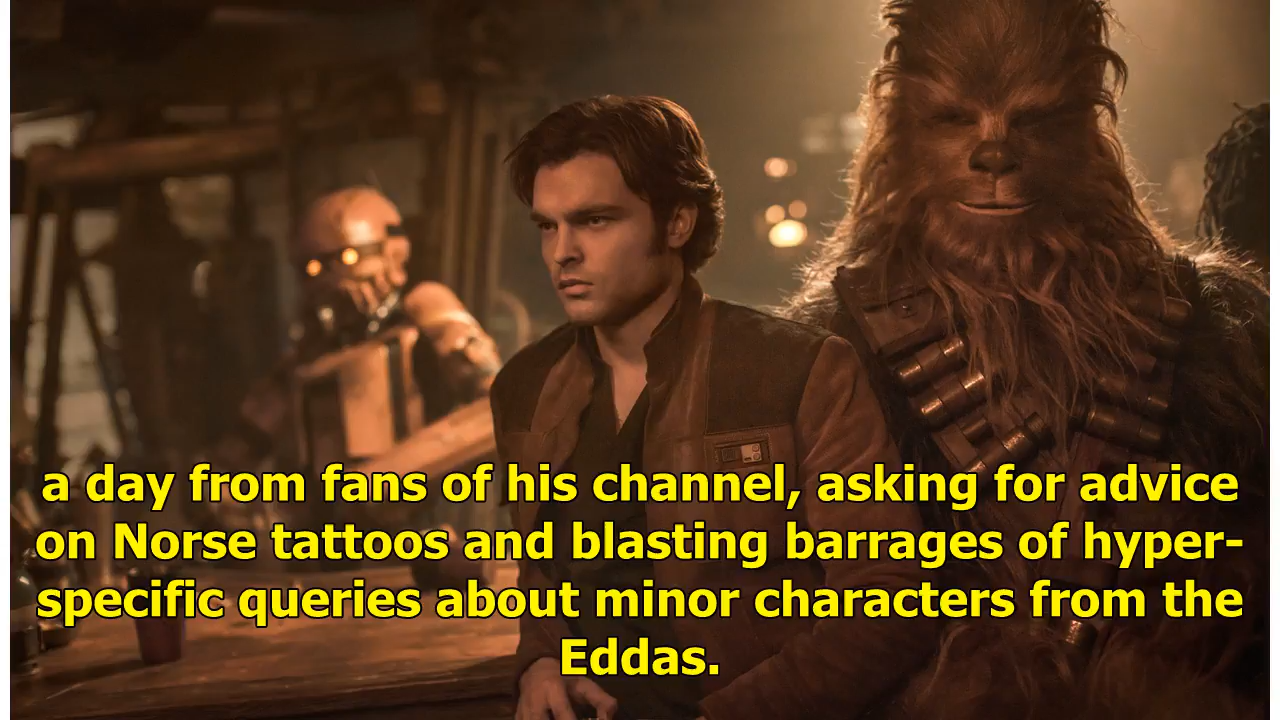 a day from fans of his channel, asking for advice
on Norse tattoos and blasting barrages of hyper-
specific queries about minor characters from the
Eddas.